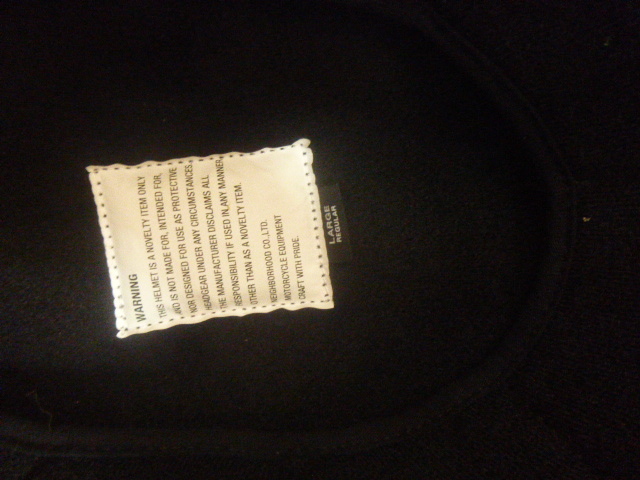 WARNING
THIS HELMET IS A NOVELTY ITEM ONLY
AND IS NOT MADE FOR, INTENDED FOR,
NOR DESIGNED FOR USE AS PROTECTIVE
HEADGEAR UNDER ANY CIRCUMSTANCES.
THE MANUFACTURER DISCLAIMS ALL
RESPONSIBILITY IF USED IN ANY MANNER
OTHER THAN AS A NOVELTY ITEM.
NEIGHBORHOOD CO.,LTD.
MOTORCYCLE EQUIPMENT
CRAFT WITH PRIDE
LARGE
REGULAR